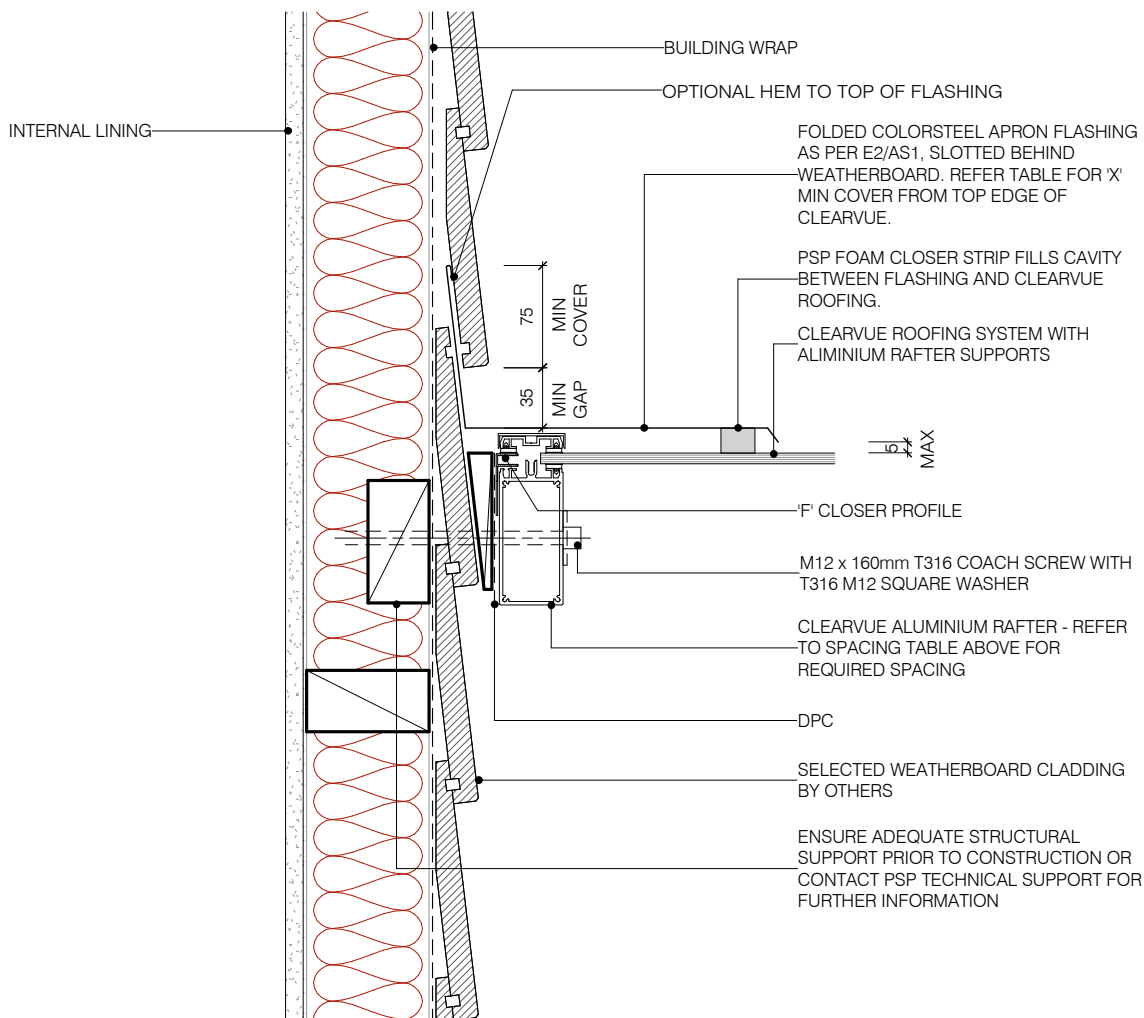 BUILDING WRAP
OPTIONAL HEM TO TOP OF FLASHING
INTERNAL LINING
FOLDED COLORSTEEL APRON FLASHING
AS PER E2/AS1, SLOTTED BEHIND
WEATHERBOARD. REFER TABLE FOR 'X'
MIN COVER FROM TOP EDGE OF
CLEARVUE.
PSP FOAM CLOSER STRIP FILLS CAVITY
BETWEEN FLASHING AND CLEARVUE
ROOFING.
75
MIN
COVER
CLEARVUE ROOFING SYSTEM WITH
ALIMINIUM RAFTER SUPPORTS
35
MIN
GAP
5
MAX
'F' CLOSER PROFILE
M12 x 160mm T316 COACH SCREW WITH
T316 M12 SQUARE WASHER
CLEARVUE ALUMINIUM RAFTER - REFER
TO SPACING TABLE ABOVE FOR
REQUIRED SPACING
DPC
SELECTED WEATHERBOARD CLADDING
BY OTHERS
ENSURE ADEQUATE STRUCTURAL
SUPPORT PRIOR TO CONSTRUCTION OR
CONTACT PSP TECHNICAL SUPPORT FOR
FURTHER INFORMATION